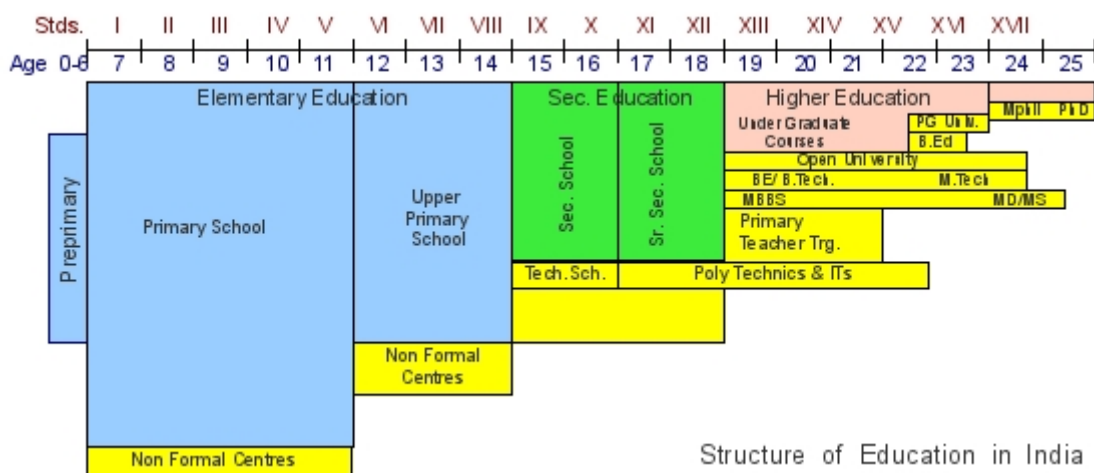 Stds. I II III IV V VI VII VIII IX X XI XII XIII XIV XV XVI XVII
Age 0-6 7 8 9 10 11 12 13 14 15 16 17 18 19 20 21 22 23 24 25
Elementary Education
Sec. Education
Higher Education
Mphil PhD
Under Graduate
Courses
PG Univ.
B.Ed
Open University
BE/ B.Tech. M.Tech
MBBS MD/MS
Preprimary
Primary School
Upper
Primary
School
Sec. School
Sr. Sec. School
Primary
Teacher Trg.
Tech.Sch.
Poly Technics & ITs
Non Formal
Centres
Non Formal Centres
Structure of Education in India